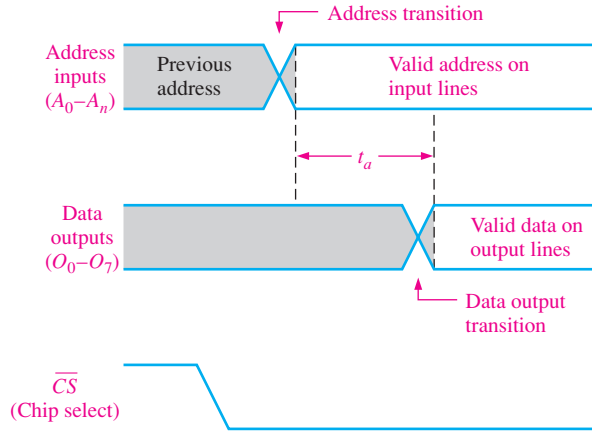 Address transition
Address
inputs
(A₀–Aₙ)
Previous
address
Valid address on
input lines
tₐ
Data
outputs
(O₀–O₇)
Valid data on
output lines
Data output
transition
C̅S̅
(Chip select)